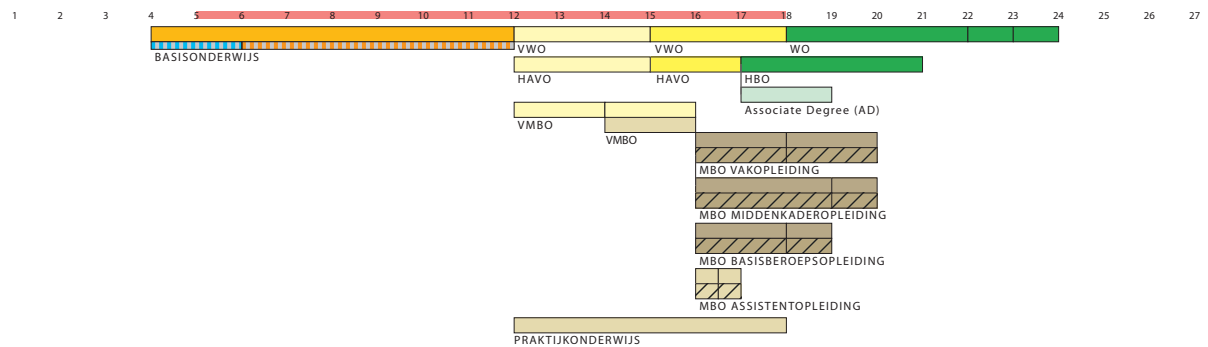 1 2 3 4 5 6 7 8 9 10 11 12 13 14 15 16 17 18 19 20 21 22 23 24 25 26 27
BASISONDERWIJS VWO VWO WO
HAVO HAVO HBO
Associate Degree (AD)
VMBO
VMBO
MBO VAKOPLEIDING
MBO MIDDENKADEROPLEIDING
MBO BASISBEROEPSOPLEIDING
MBO ASSISTENTOPLEIDING
PRAKTIJKONDERWIJS